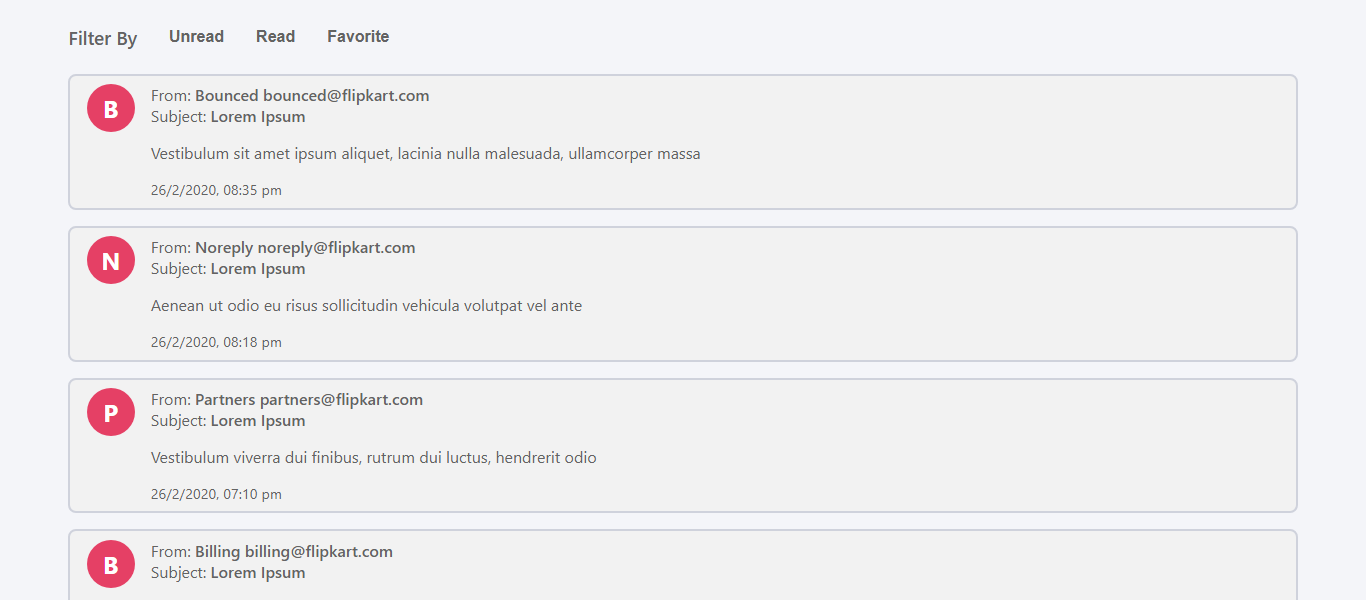 Filter By Unread Read Favorite
B
From: Bounced bounced@flipkart.com
Subject: Lorem Ipsum
Vestibulum sit amet ipsum aliquet, lacinia nulla malesuada, ullamcorper massa
26/2/2020, 08:35 pm
N
From: Noreply noreply@flipkart.com
Subject: Lorem Ipsum
Aenean ut odio eu risus sollicitudin vehicula volutpat vel ante
26/2/2020, 08:18 pm
P
From: Partners partners@flipkart.com
Subject: Lorem Ipsum
Vestibulum viverra dui finibus, rutrum dui luctus, hendrerit odio
26/2/2020, 07:10 pm
B
From: Billing billing@flipkart.com
Subject: Lorem Ipsum